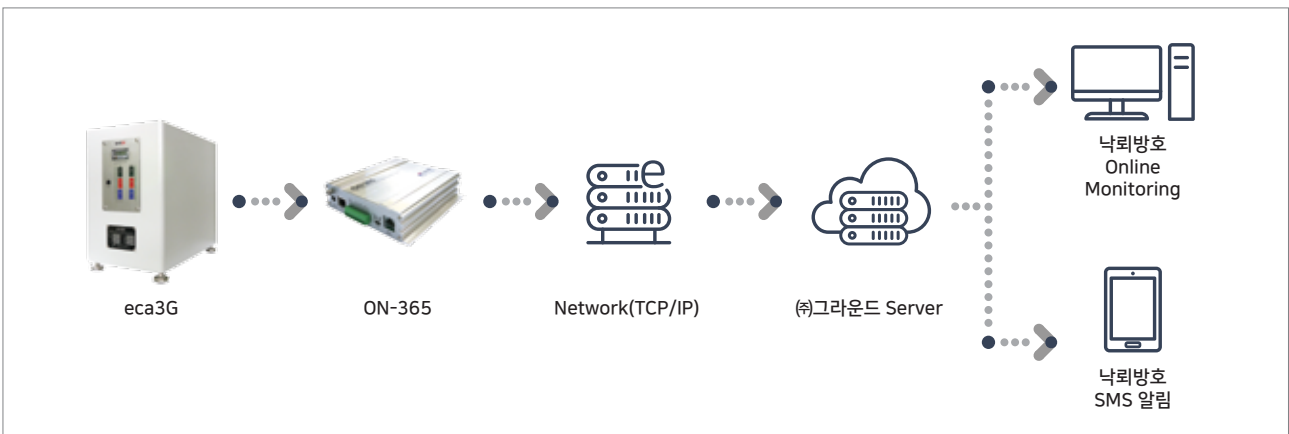 eca3G
ON-365
Network(TCP/IP)
㈜그라운드 Server
낙뢰방호
Online
Monitoring
낙뢰방호
SMS 알림